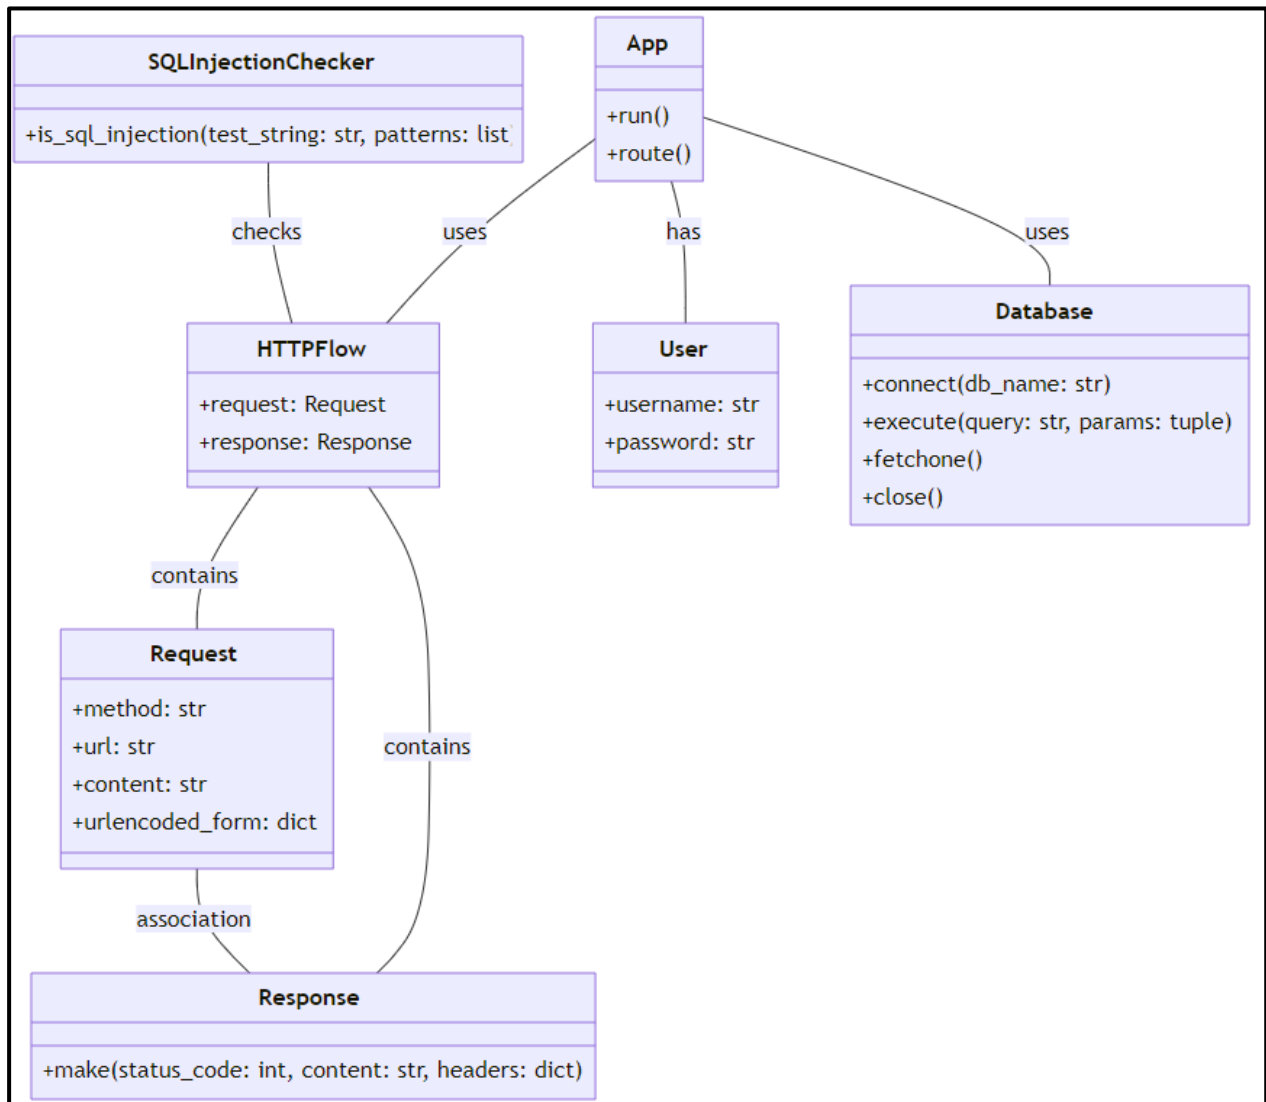 SQLInjectionChecker
+is_sql_injection(test_string: str, patterns: list)
App
+run()
+route()
checks
uses
has
uses
HTTPFlow
+request: Request
+response: Response
User
+username: str
+password: str
Database
+connect(db_name: str)
+execute(query: str, params: tuple)
+fetchone()
+close()
contains
contains
Request
+method: str
+url: str
+content: str
+urlencoded_form: dict
association
Response
+make(status_code: int, content: str, headers: dict)